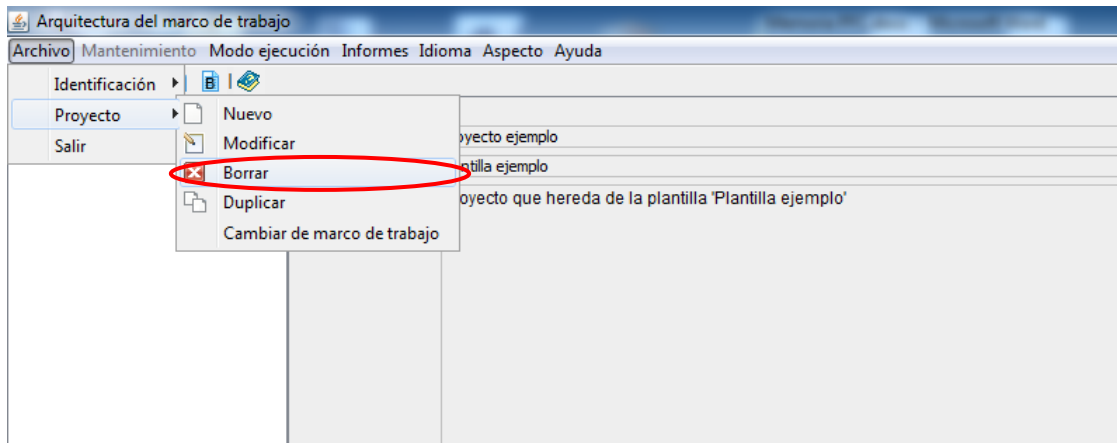 Arquitectura del marco de trabajo
Archivo Mantenimiento Modo ejecución Informes Idioma Aspecto Ayuda
Identificación
B
Proyecto
Nuevo
Salir
Modificar
oyecto ejemplo
Borrar
ntilla ejemplo
Duplicar
oyecto que hereda de la plantilla 'Plantilla ejemplo'
Cambiar de marco de trabajo